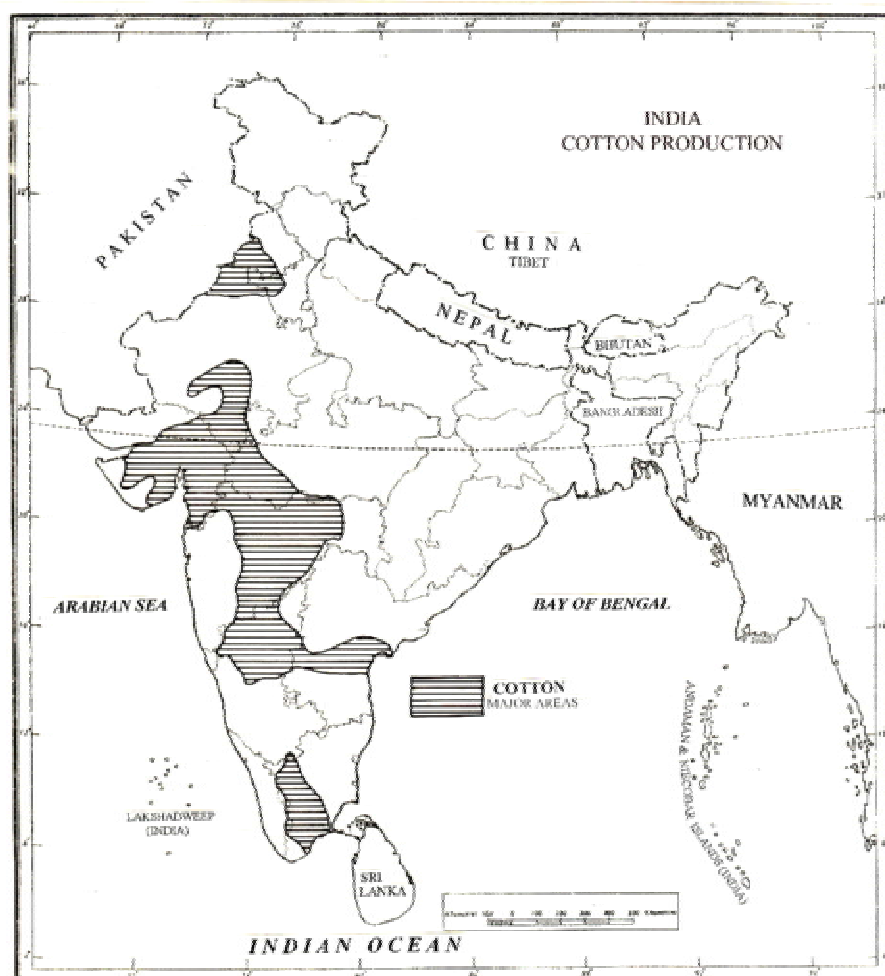 INDIA
COTTON PRODUCTION
PAKISTAN
CHINA
TIBET
NEPAL
BHUTAN
BANGLADESH
MYANMAR
ARABIAN SEA
BAY OF BENGAL
COTTON
MAJOR AREAS
ANDAMAN & NICOBAR ISLANDS (INDIA)
LAKSHADWEEP
(INDIA)
SRI
LANKA
INDIAN OCEAN